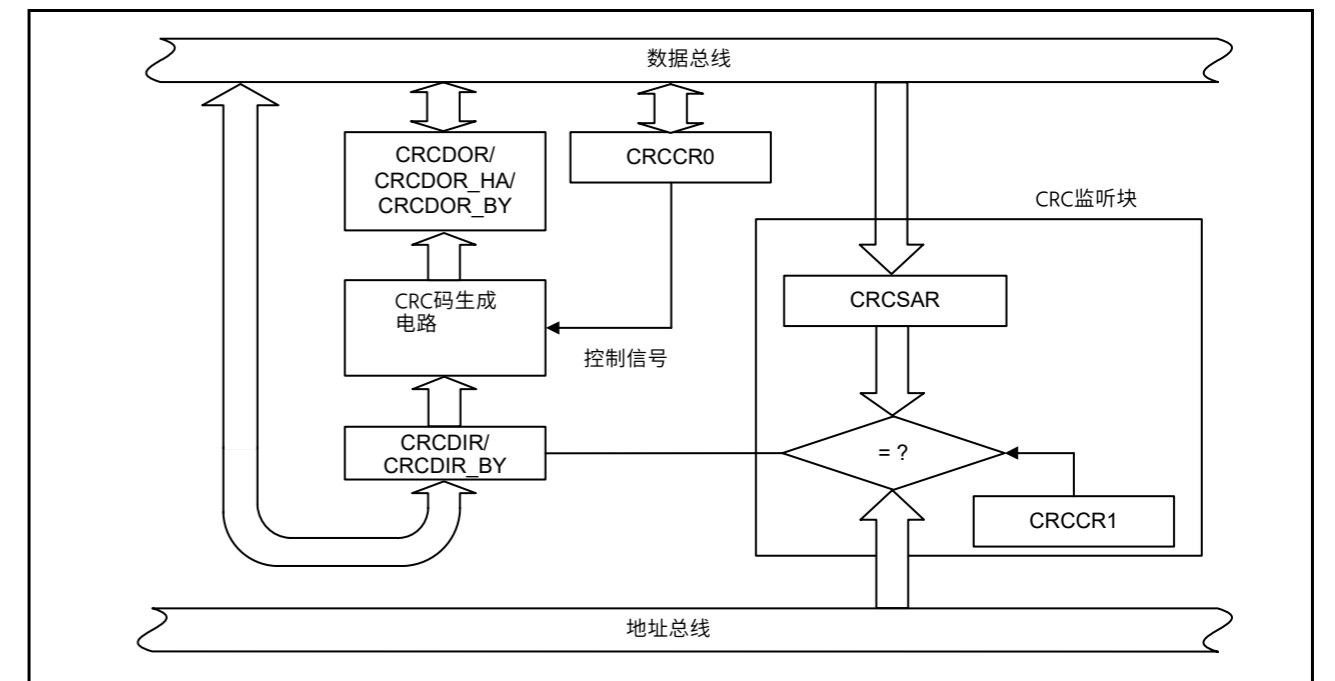 数据总线
CRCDOR/
CRCDOR_HA/
CRCDOR_BY
CRCCR0
CRC监听块
CRC码生成
电路
CRCSAR
控制信号
CRCDIR/
CRCDIR_BY
= ?
CRCCR1
地址总线